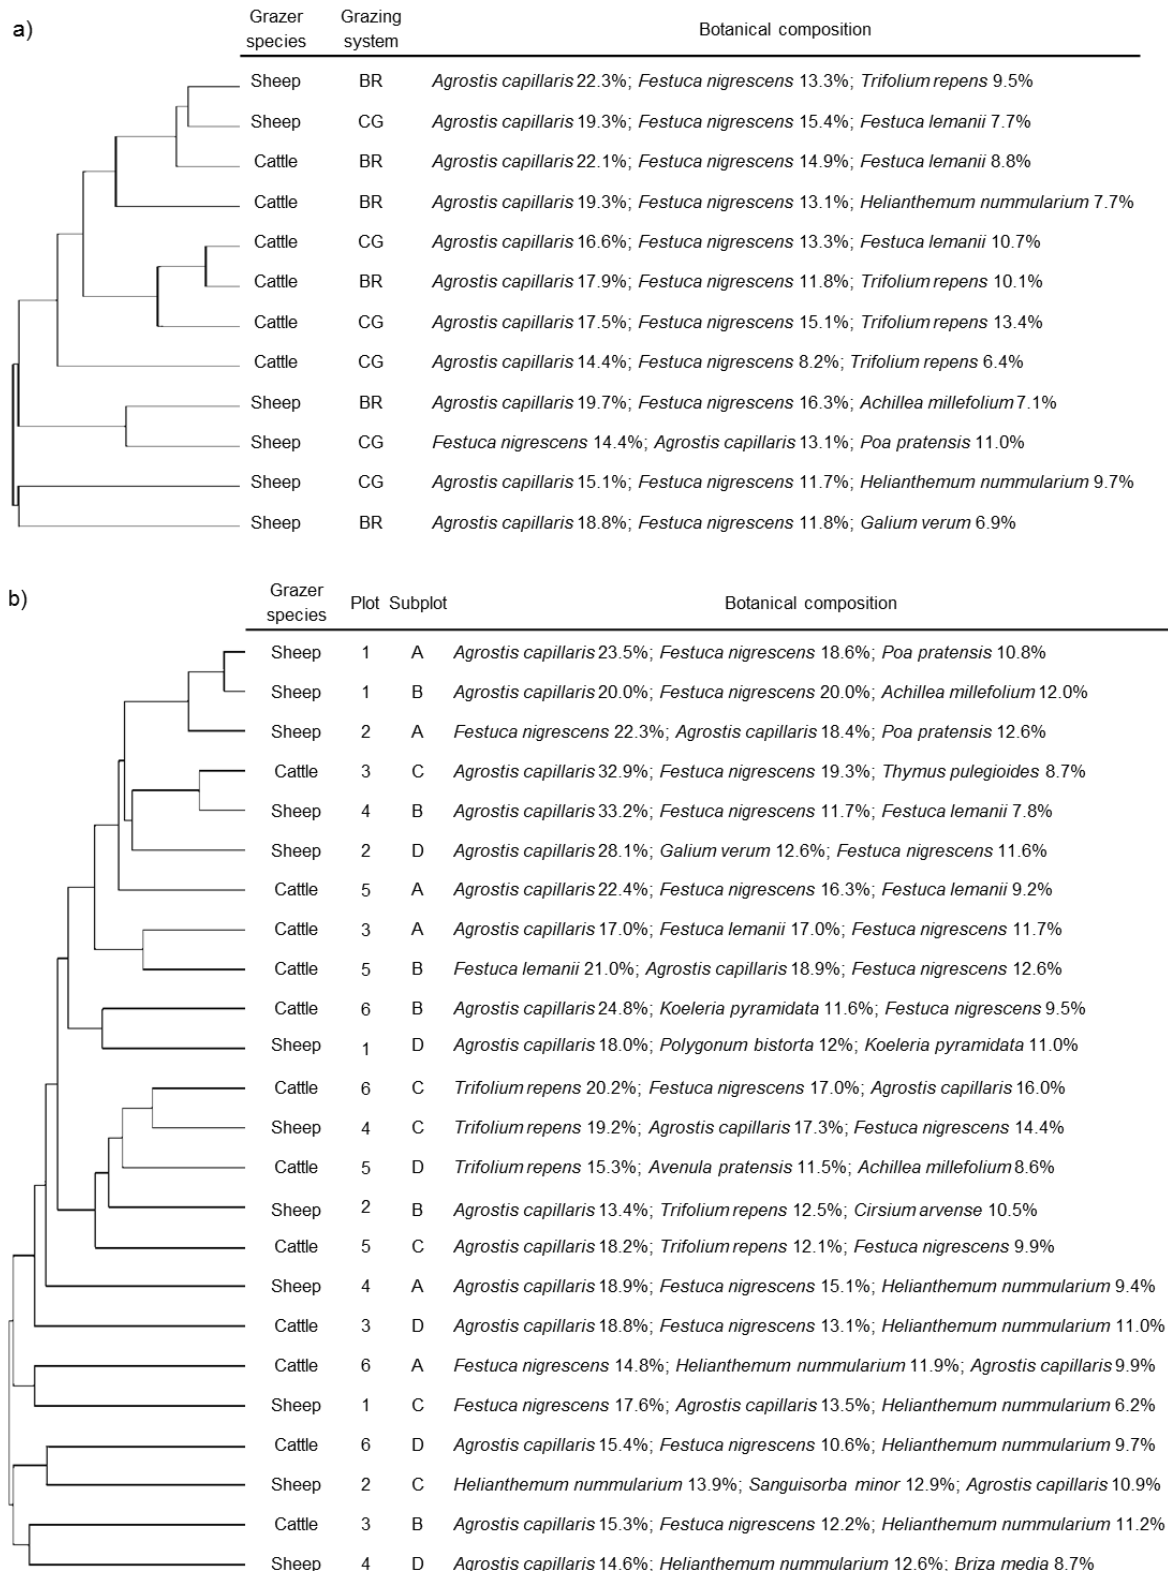 a)
Grazer species Grazing system Botanical composition
Sheep BR Agrostis capillaris 22.3%; Festuca nigrescens 13.3%; Trifolium repens 9.5%
Sheep CG Agrostis capillaris 19.3%; Festuca nigrescens 15.4%; Festuca lemanii 7.7%
Cattle BR Agrostis capillaris 22.1%; Festuca nigrescens 14.9%; Festuca lemanii 8.8%
Cattle BR Agrostis capillaris 19.3%; Festuca nigrescens 13.1%; Helianthemum nummularium 7.7%
Cattle CG Agrostis capillaris 16.6%; Festuca nigrescens 13.3%; Festuca lemanii 10.7%
Cattle BR Agrostis capillaris 17.9%; Festuca nigrescens 11.8%; Trifolium repens 10.1%
Cattle CG Agrostis capillaris 17.5%; Festuca nigrescens 15.1%; Trifolium repens 13.4%
Cattle CG Agrostis capillaris 14.4%; Festuca nigrescens 8.2%; Trifolium repens 6.4%
Sheep BR Agrostis capillaris 19.7%; Festuca nigrescens 16.3%; Achillea millefolium 7.1%
Sheep CG Festuca nigrescens 14.4%; Agrostis capillaris 13.1%; Poa pratensis 11.0%
Sheep CG Agrostis capillaris 15.1%; Festuca nigrescens 11.7%; Helianthemum nummularium 9.7%
Sheep BR Agrostis capillaris 18.8%; Festuca nigrescens 11.8%; Galium verum 6.9%
b)
Grazer species Plot Subplot Botanical composition
Sheep 1 A Agrostis capillaris 23.5%; Festuca nigrescens 18.6%; Poa pratensis 10.8%
Sheep 1 B Agrostis capillaris 20.0%; Festuca nigrescens 20.0%; Achillea millefolium 12.0%
Sheep 2 A Festuca nigrescens 22.3%; Agrostis capillaris 18.4%; Poa pratensis 12.6%
Cattle 3 C Agrostis capillaris 32.9%; Festuca nigrescens 19.3%; Thymus pulegioides 8.7%
Sheep 4 B Agrostis capillaris 33.2%; Festuca nigrescens 11.7%; Festuca lemanii 7.8%
Sheep 2 D Agrostis capillaris 28.1%; Galium verum 12.6%; Festuca nigrescens 11.6%
Cattle 5 A Agrostis capillaris 22.4%; Festuca nigrescens 16.3%; Festuca lemanii 9.2%
Cattle 3 A Agrostis capillaris 17.0%; Festuca lemanii 17.0%; Festuca nigrescens 11.7%
Cattle 5 B Festuca lemanii 21.0%; Agrostis capillaris 18.9%; Festuca nigrescens 12.6%
Cattle 6 B Agrostis capillaris 24.8%; Koeleria pyramidata 11.6%; Festuca nigrescens 9.5%
Sheep 1 D Agrostis capillaris 18.0%; Polygonum bistorta 12%; Koeleria pyramidata 11.0%
Cattle 6 C Trifolium repens 20.2%; Festuca nigrescens 17.0%; Agrostis capillaris 16.0%
Sheep 4 C Trifolium repens 19.2%; Agrostis capillaris 17.3%; Festuca nigrescens 14.4%
Cattle 5 D Trifolium repens 15.3%; Avenula pratensis 11.5%; Achillea millefolium 8.6%
Sheep 2 B Agrostis capillaris 13.4%; Trifolium repens 12.5%; Cirsium arvense 10.5%
Cattle 5 C Agrostis capillaris 18.2%; Trifolium repens 12.1%; Festuca nigrescens 9.9%
Sheep 4 A Agrostis capillaris 18.9%; Festuca nigrescens 15.1%; Helianthemum nummularium 9.4%
Cattle 3 D Agrostis capillaris 18.8%; Festuca nigrescens 13.1%; Helianthemum nummularium 11.0%
Cattle 6 A Festuca nigrescens 14.8%; Helianthemum nummularium 11.9%; Agrostis capillaris 9.9%
Sheep 1 C Festuca nigrescens 17.6%; Agrostis capillaris 13.5%; Helianthemum nummularium 6.2%
Cattle 6 D Agrostis capillaris 15.4%; Festuca nigrescens 10.6%; Helianthemum nummularium 9.7%
Sheep 2 C Helianthemum nummularium 13.9%; Sanguisorba minor 12.9%; Agrostis capillaris 10.9%
Cattle 3 B Agrostis capillaris 15.3%; Festuca nigrescens 12.2%; Helianthemum nummularium 11.2%
Sheep 4 D Agrostis capillaris 14.6%; Helianthemum nummularium 12.6%; Briza media 8.7%